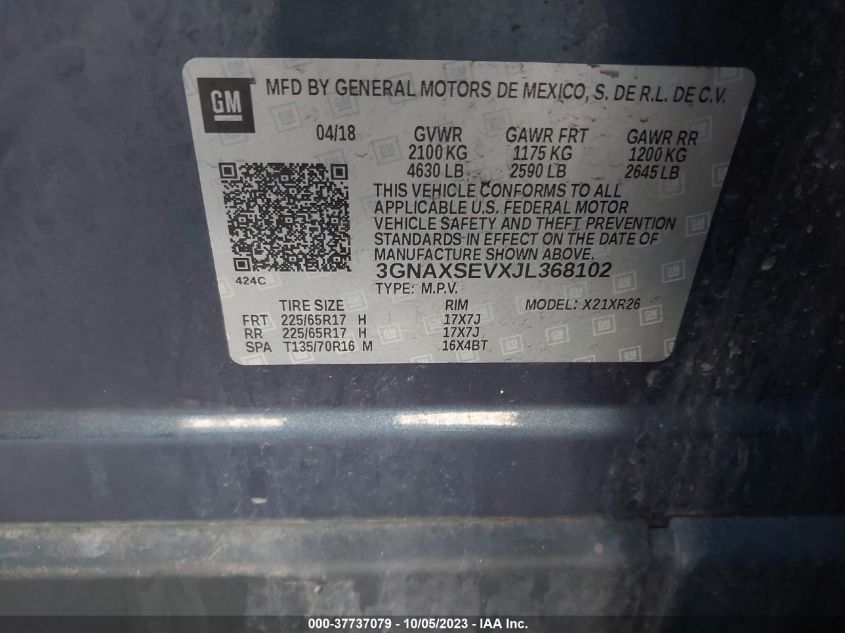 GM
MFD BY GENERAL MOTORS DE MEXICO, S. DE R.L. DE C.V.
04/18 GVWR GAWR FRT GAWR RR
2100 KG 1175 KG 1200 KG
4630 LB 2590 LB 2645 LB
THIS VEHICLE CONFORMS TO ALL
APPLICABLE U.S. FEDERAL MOTOR
VEHICLE SAFETY AND THEFT PREVENTION
STANDARDS IN EFFECT ON THE DATE OF
MANUFACTURE SHOWN ABOVE.
424C
3GNAXSEVXJL368102
TYPE: M.P.V.
TIRE SIZE RIM MODEL: X21XR26
FRT 225/65R17 H 17X7J
RR 225/65R17 H 17X7J
SPA T135/70R16 M 16X4BT
000-37737079 - 10/05/2023 - IAA Inc.